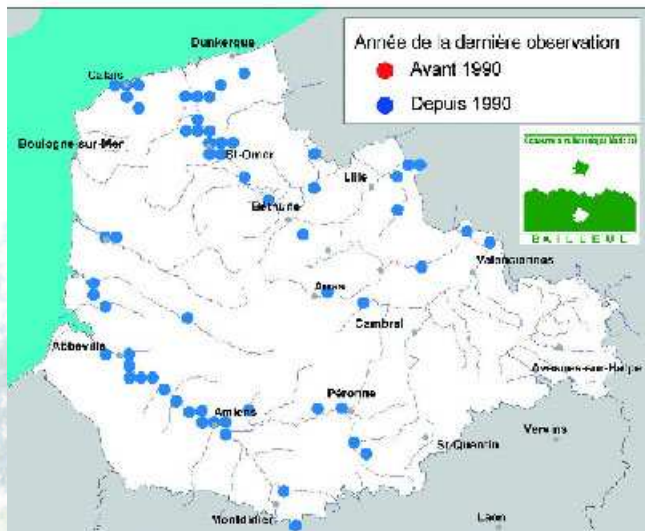 Dunkerque
Année de la dernière observation
Avant 1990
Depuis 1990
Calais
Boulogne-sur-Mer
St-Omer
Lille
Béthune
BAILLEUL
Valenciennes
Arras
Cambrai
Abbeville
Avesnes-sur-Helpe
Péronne
Amiens
St-Quentin
Vervins
Montdidier
Laon